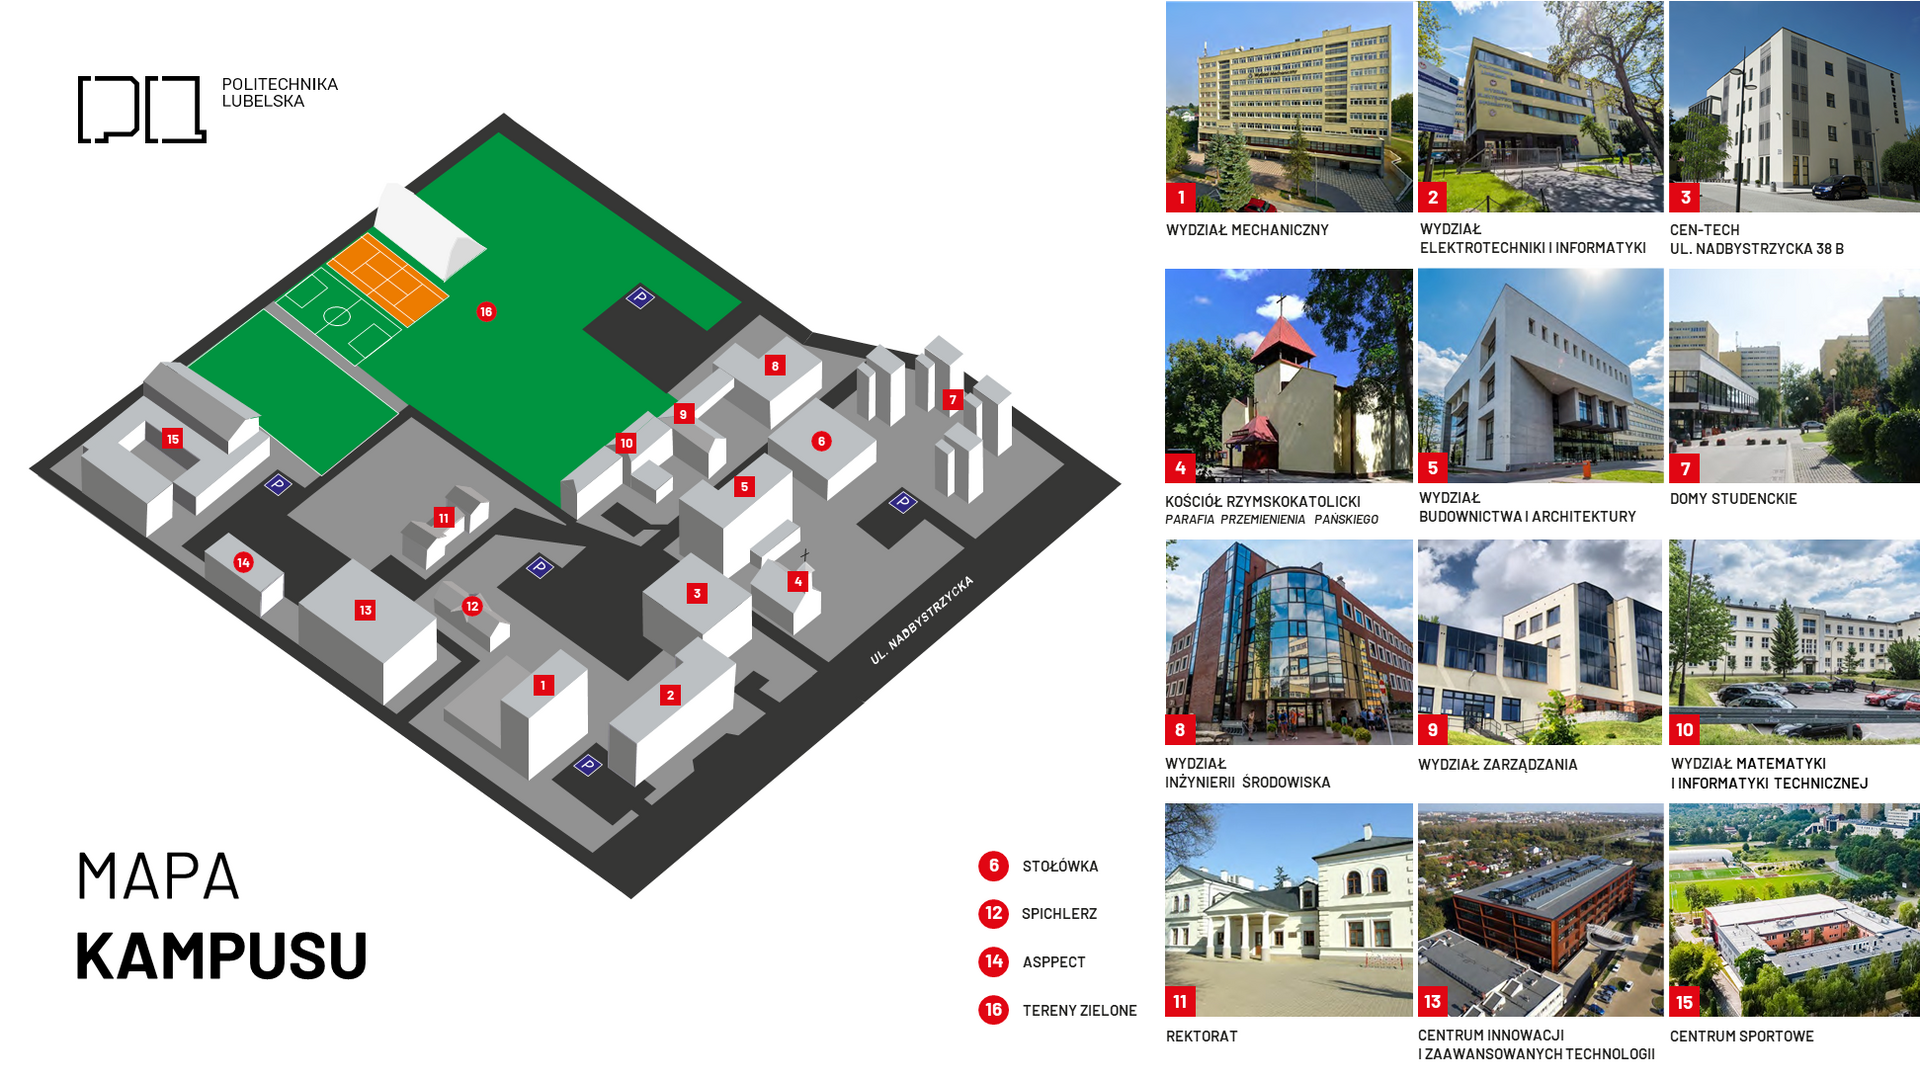 POLITECHNIKA
LUBELSKA
16
P
8
7
9
15
10
6
5
P
P
11
P
14
4
3
13
12
UL. NADBYSTRZYCKA
1
2
P
MAPA
KAMPUSU
6 STOŁÓWKA
12 SPICHLERZ
14 ASPPECT
16 TERENY ZIELONE
1
WYDZIAŁ MECHANICZNY
2
WYDZIAŁ
ELEKTROTECHNIKI I INFORMATYKI
CENTECH
3
CEN-TECH
UL. NADBYSTRZYCKA 38 B
4
KOŚCIÓŁ RZYMSKOKATOLICKI
PARAFIA PRZEMIENIENIA PAŃSKIEGO
5
WYDZIAŁ
BUDOWNICTWA I ARCHITEKTURY
7
DOMY STUDENCKIE
8
WYDZIAŁ
INŻYNIERII ŚRODOWISKA
9
WYDZIAŁ ZARZĄDZANIA
10
WYDZIAŁ MATEMATYKI
I INFORMATYKI TECHNICZNEJ
11
REKTORAT
13
CENTRUM INNOWACJI
I ZAAWANSOWANYCH TECHNOLOGII
15
CENTRUM SPORTOWE